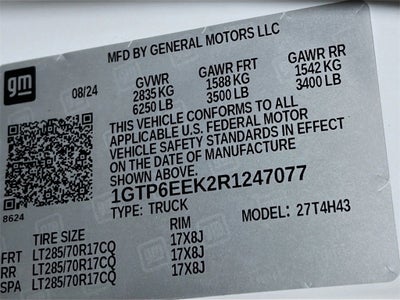 MFD BY GENERAL MOTORS LLC
gm
08/24
GVWR GAWR FRT GAWR RR
2835 KG 1588 KG 1542 KG
6250 LB 3500 LB 3400 LB
THIS VEHICLE CONFORMS TO ALL
APPLICABLE U.S. FEDERAL MOTOR
VEHICLE SAFETY STANDARDS IN EFFECT
ON THE DATE OF MANUFACTURE
SHOWN ABOVE.
8624
1GTP6EEK2R1247077
TYPE: TRUCK MODEL: 27T4H43
TIRE SIZE RIM
FRT LT285/70R17CQ 17X8J
RR LT285/70R17CQ 17X8J
SPA LT285/70R17CQ 17X8J